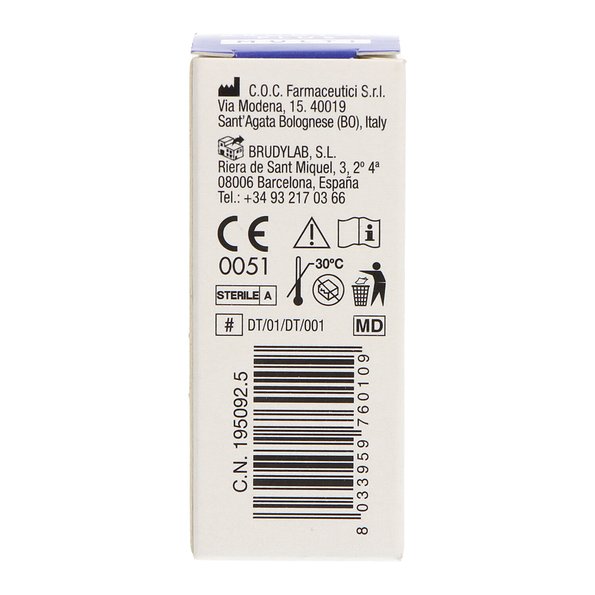 C.O.C. Farmaceutici S.r.l.
Via Modena, 15. 40019
Sant'Agata Bolognese (BO), Italy
BRUDYLAB, S.L.
Riera de Sant Miquel, 3, 2º 4ª
08006 Barcelona, España
Tel.: +34 93 217 03 66
CE
0051
30ºC
STERILE A
# DT/01/DT/001 MD
C.N. 195092.5
8 033959 760109